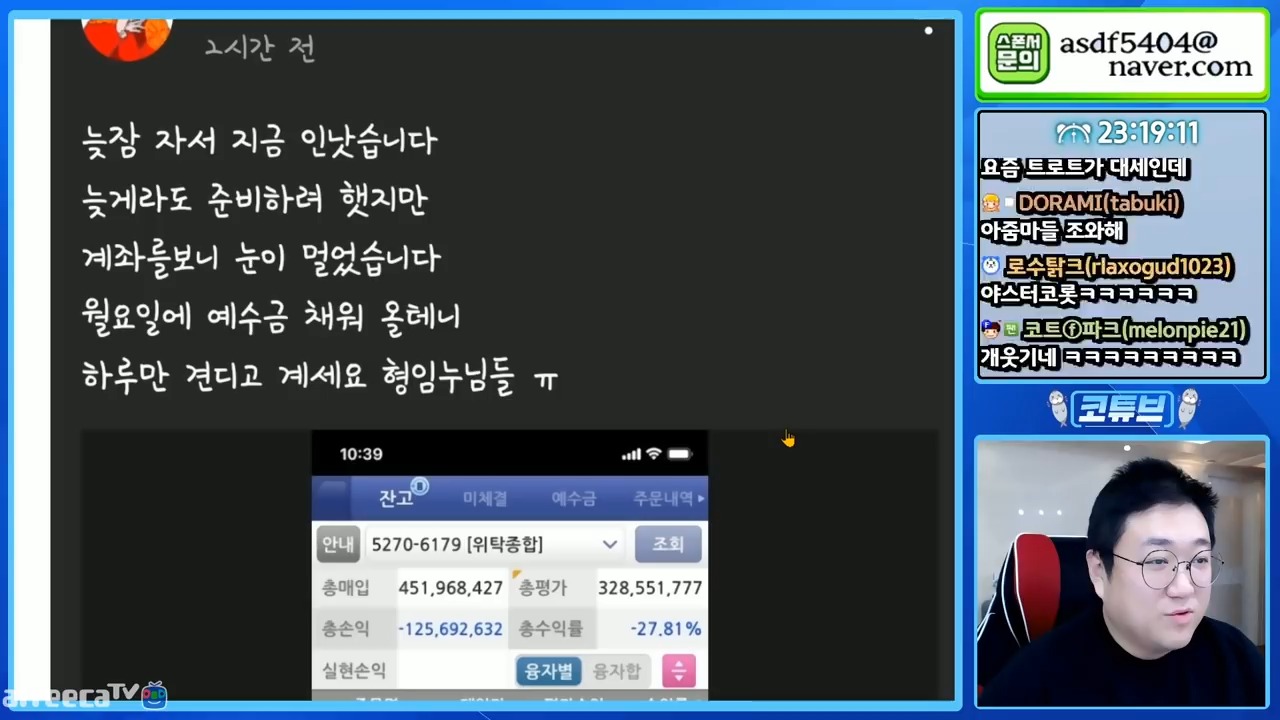 2시간 전
늦잠 자서 지금 인낫습니다
늦게라도 준비하려 햇지만
계좌를보니 눈이 멀었습니다
월요일에 예수금 채워 올테니
하루만 견디고 계세요 형임누님들 ㅠ
10:39
잔고 미체결 예수금 주문내역
안내 5270-6179 [위탁종합] 조회
총매입 451,968,427 총평가 328,551,777
총손익 -125,692,632 총수익률 -27.81%
실현손익 융자별 융자합
afreecaTV
스폰서
문의
asdf5404@
naver.com
23:19:11
요즘 트로트가 대세인데
DORAMI(tabuki)
아줌마들 조와해
로수탉크(rlaxogud1023)
야스터코롯ㅋㅋㅋㅋㅋㅋ
코트ⓕ파크(melonpie21)
개웃기네 ㅋㅋㅋㅋㅋㅋㅋㅋㅋ
코튜브